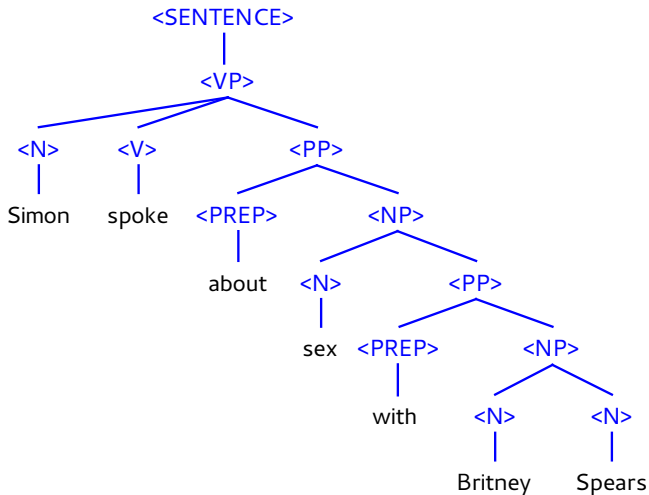 <SENTENCE>
<VP>
<N> <V> <PP>
Simon spoke <PREP> <NP>
about <N> <PP>
sex <PREP> <NP>
with <N> <N>
Britney Spears